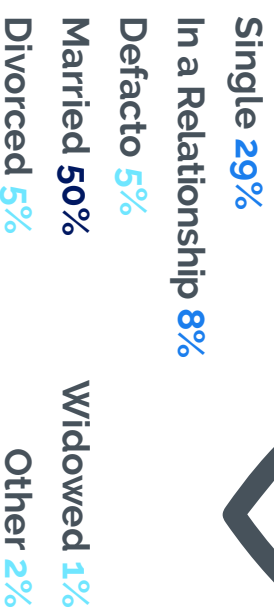 Single 29%
In a Relationship 8%
Defacto 5%
Married 50%
Divorced 5%
Widowed 1%
Other 2%